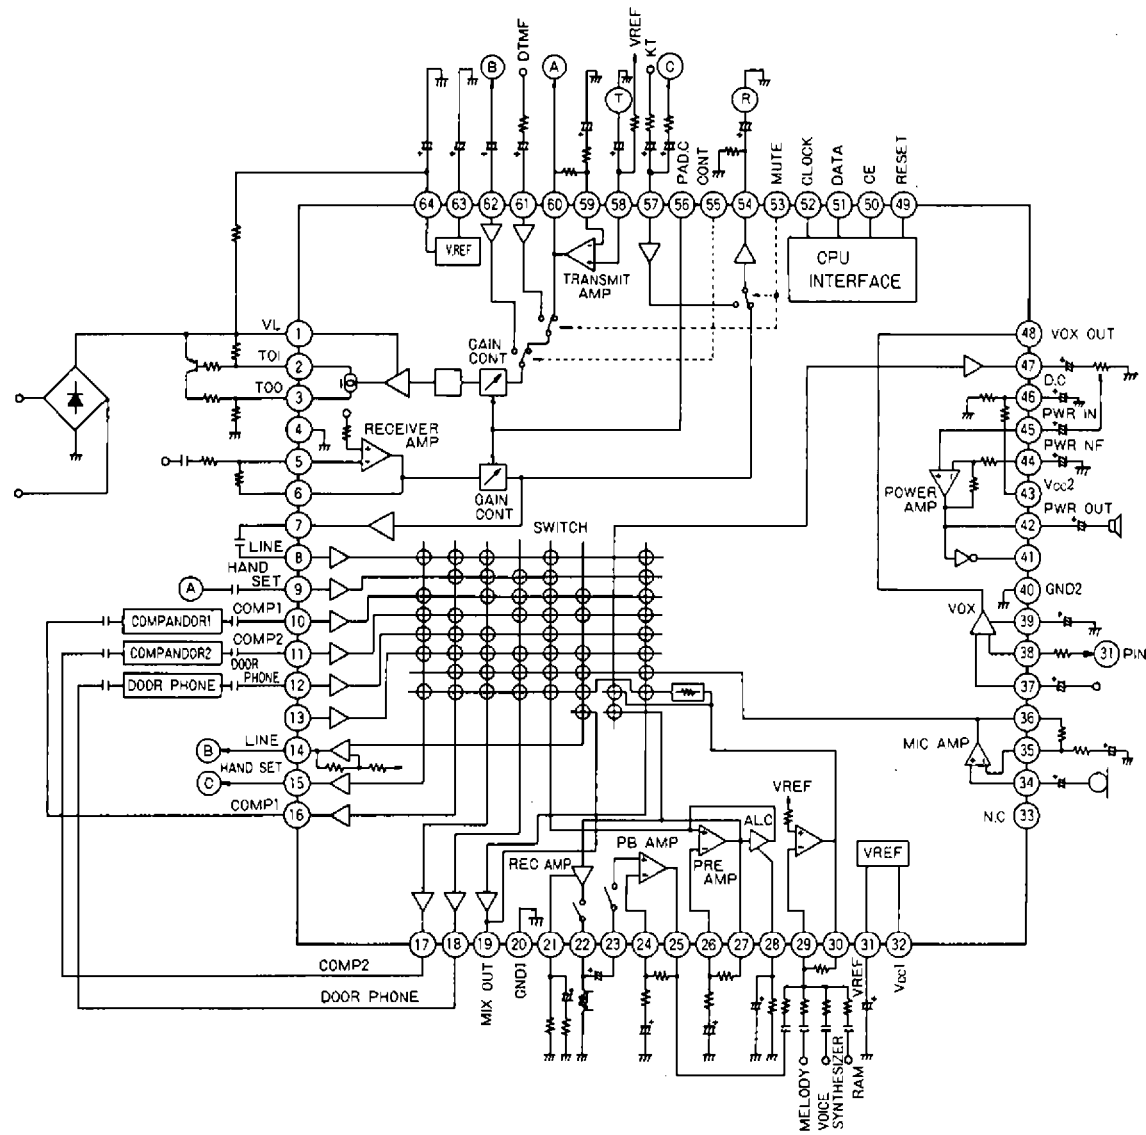 DTMF
VREF
KT
B
A
T
C
R
PADC
CONT
MUTE
CLOCK
DATA
CE
RESET
64
63
62
61
60
59
58
57
56
55
54
53
52
51
50
49
V.REF
TRANSMIT
AMP
CPU
INTERFACE
VL
1
48
VOX OUT
TOI
2
GAIN
CONT
47
D.C
TOO
3
46
PWR IN
4
RECEIVER
AMP
45
PWR NF
5
44
Vcc2
6
GAIN
CONT
POWER
AMP
43
PWR OUT
7
SWITCH
42
LINE
8
41
HAND
SET
A
9
40
GND2
COMP1
COMPANDOR1
10
VOX
39
COMP2
COMPANDOR2
11
38
31
PIN
DOOR
PHONE
DOOR PHONE
12
37
13
36
LINE
B
14
MIC AMP
35
HAND SET
C
15
34
COMP1
16
N.C
33
VREF
ALC
PB AMP
REC AMP
PRE
AMP
VREF
17
18
19
20
21
22
23
24
25
26
27
28
29
30
31
32
COMP2
DOOR PHONE
MIX OUT
GND1
VREF
Vcc1
MELODY
VOICE
SYNTHESIZER
RAM